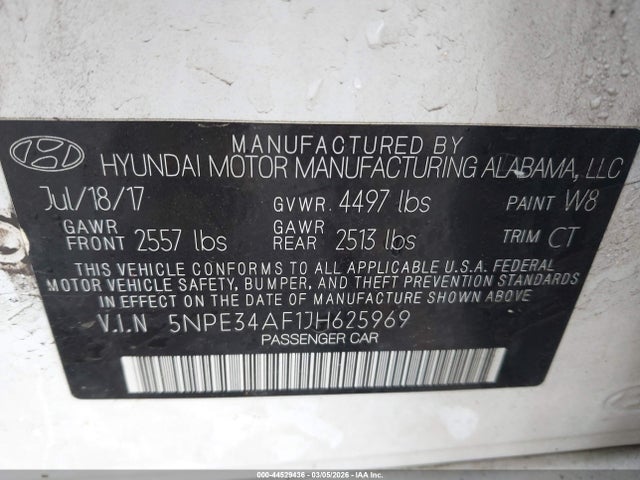 MANUFACTURED BY
HYUNDAI MOTOR MANUFACTURING ALABAMA, LLC
Jul/18/17 GVWR. 4497 lbs PAINT W8
GAWR FRONT 2557 lbs GAWR REAR 2513 lbs TRIM CT
THIS VEHICLE CONFORMS TO ALL APPLICABLE U.S.A. FEDERAL
MOTOR VEHICLE SAFETY, BUMPER, AND THEFT PREVENTION STANDARDS
IN EFFECT ON THE DATE OF MANUFACTURE SHOWN ABOVE
V.I.N 5NPE34AF1JH625969
PASSENGER CAR
000-44529436 | 03/05/2026 - COPART/IAA